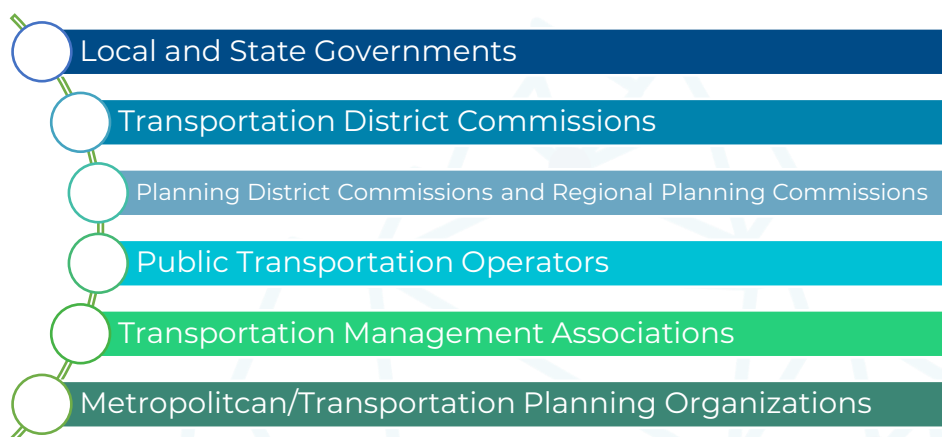 Local and State Governments
Transportation District Commissions
Planning District Commissions and Regional Planning Commissions
Public Transportation Operators
Transportation Management Associations
Metropolitcan/Transportation Planning Organizations